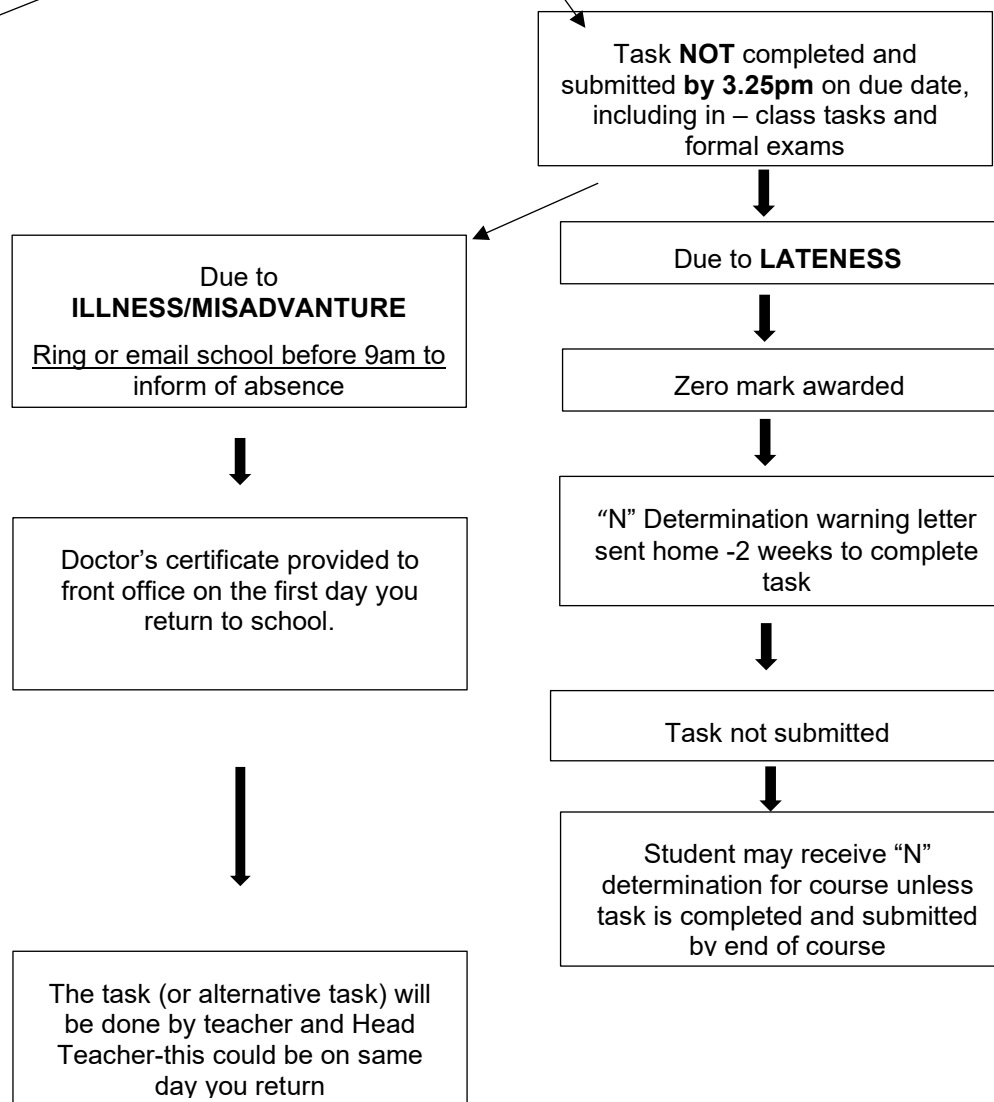 Task NOT completed and
submitted by 3.25pm on due date,
including in – class tasks and
formal exams
Due to LATENESS
Zero mark awarded
“N” Determination warning letter
sent home -2 weeks to complete
task
Task not submitted
Student may receive “N”
determination for course unless
task is completed and submitted
by end of course
Due to
ILLNESS/MISADVANTURE
Ring or email school before 9am to
inform of absence
Doctor’s certificate provided to
front office on the first day you
return to school.
The task (or alternative task) will
be done by teacher and Head
Teacher-this could be on same
day you return